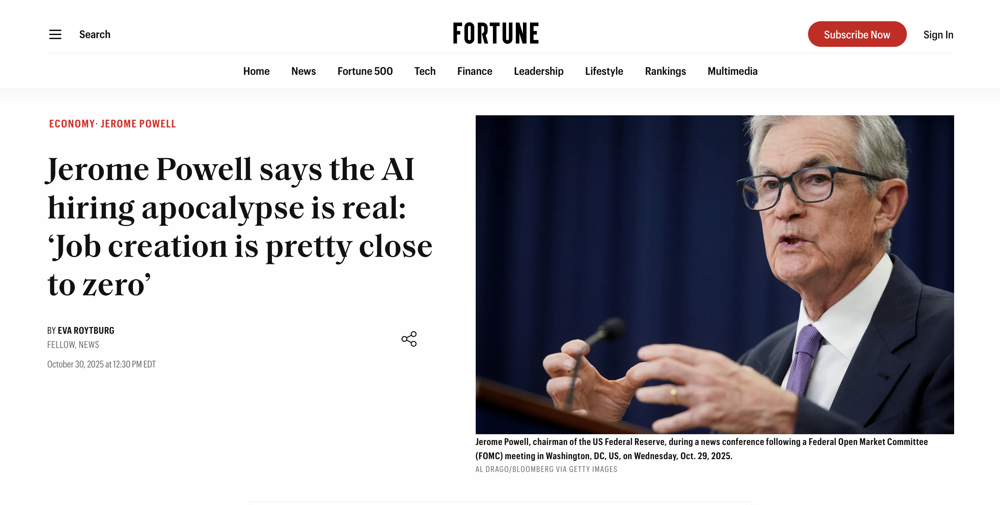 Search
FORTUNE
Subscribe Now
Sign In
Home News Fortune 500 Tech Finance Leadership Lifestyle Rankings Multimedia
ECONOMY · JEROME POWELL
Jerome Powell says the AI
hiring apocalypse is real:
‘Job creation is pretty close
to zero’
BY EVA ROYTBURG
FELLOW, NEWS
October 30, 2025 at 12:30 PM EDT
Jerome Powell, chairman of the US Federal Reserve, during a news conference following a Federal Open Market Committee
(FOMC) meeting in Washington, DC, US, on Wednesday, Oct. 29, 2025.
AL DRAGO/BLOOMBERG VIA GETTY IMAGES